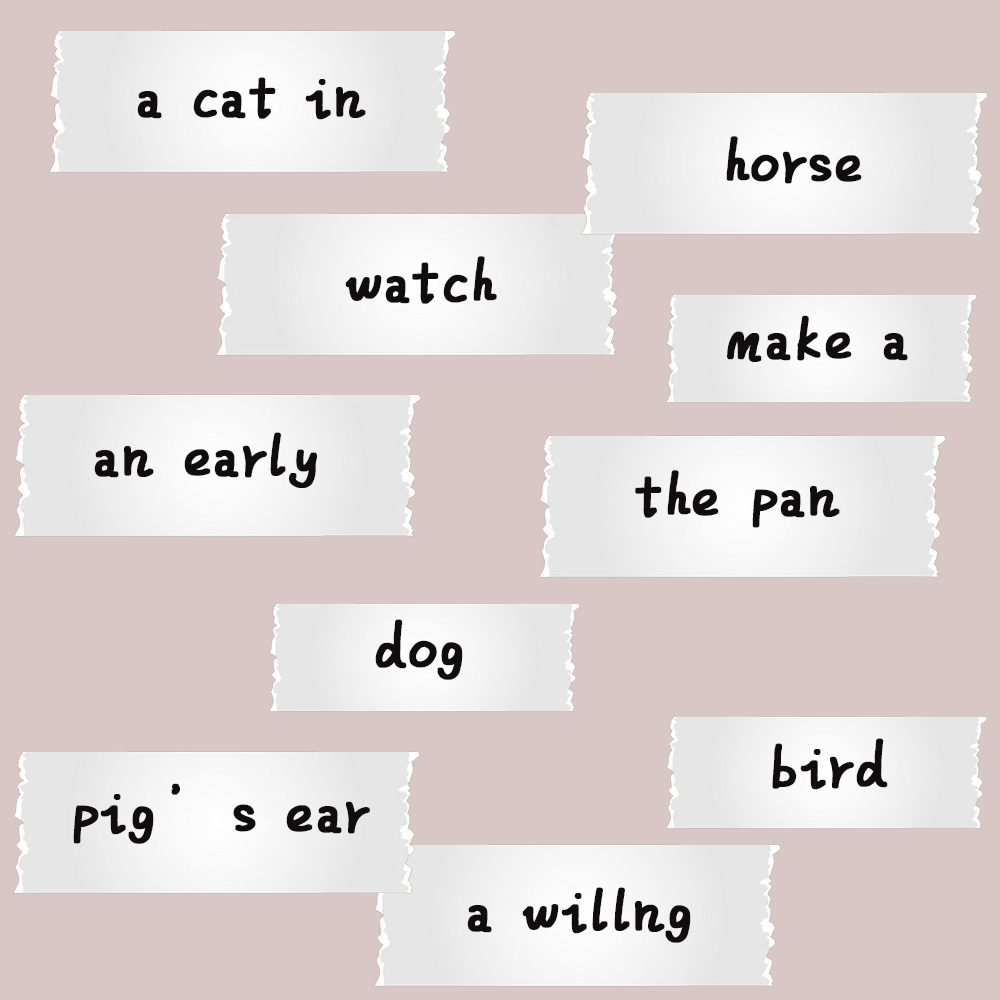 a cat in
horse
watch
make a
an early
the pan
dog
bird
pig's ear
a willng